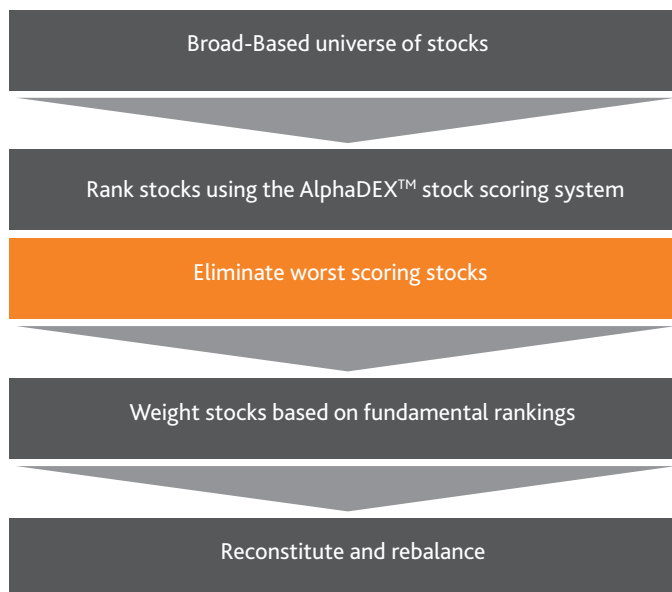 Broad-Based universe of stocks
Rank stocks using the AlphaDEX™ stock scoring system
Eliminate worst scoring stocks
Weight stocks based on fundamental rankings
Reconstitute and rebalance